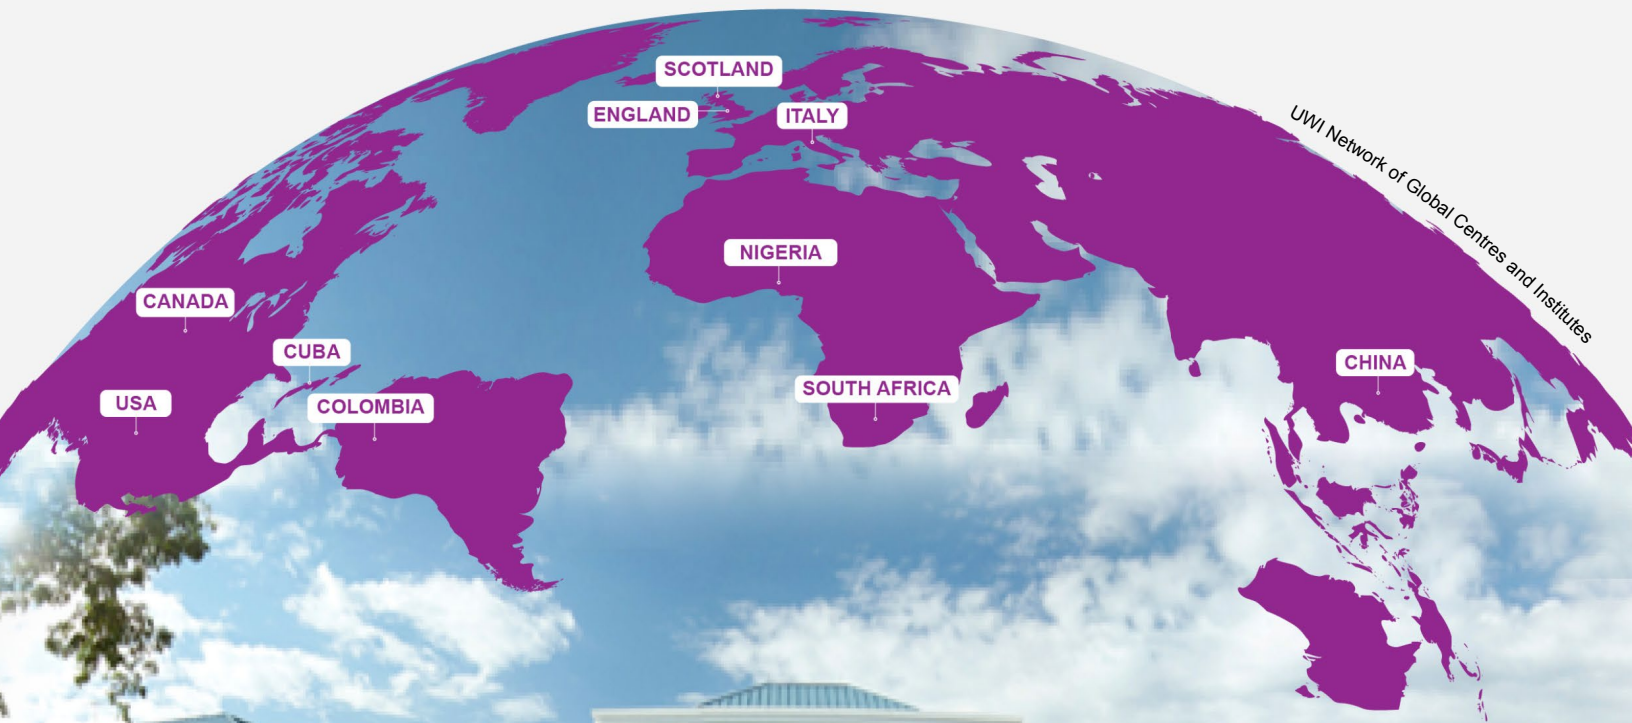 SCOTLAND
ENGLAND
ITALY
UWI Network of Global Centres and Institutes
NIGERIA
CANADA
CUBA
CHINA
USA
COLOMBIA
SOUTH AFRICA